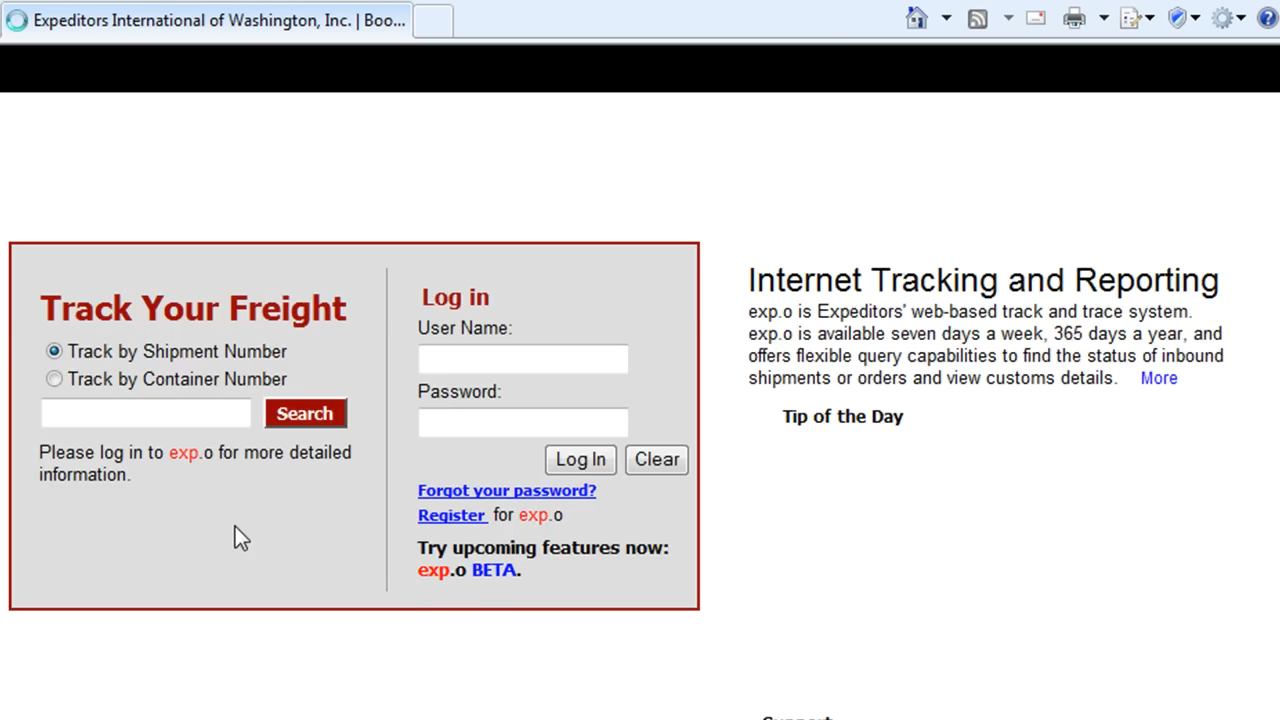 Expeditors International of Washington, Inc. | Boo...
Track Your Freight
Track by Shipment Number
Track by Container Number
Search
Please log in to exp.o for more detailed
information.
Log in
User Name:
Password:
Log In Clear
Forgot your password?
Register for exp.o
Try upcoming features now:
exp.o BETA.
Internet Tracking and Reporting
exp.o is Expeditors' web-based track and trace system.
exp.o is available seven days a week, 365 days a year, and
offers flexible query capabilities to find the status of inbound
shipments or orders and view customs details. More
Tip of the Day